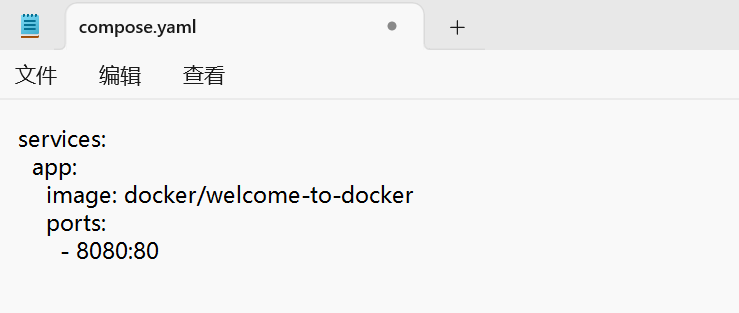 compose.yaml
文件 编辑 查看
services:
  app:
    image: docker/welcome-to-docker
    ports:
      - 8080:80